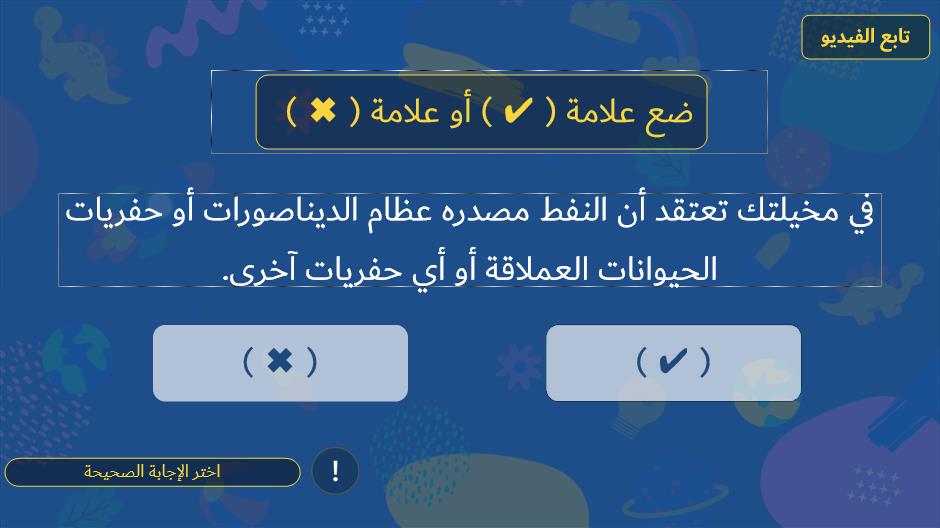 تابع الفيديو
ضع علامة ( ✔ ) أو علامة ( ✖ )
في مخيلتك تعتقد أن النفط مصدره عظام الديناصورات أو حفريات
الحيوانات العملاقة أو أي حفريات آخرى.
( ✔ )
( ✖ )
!
اختر الإجابة الصحيحة